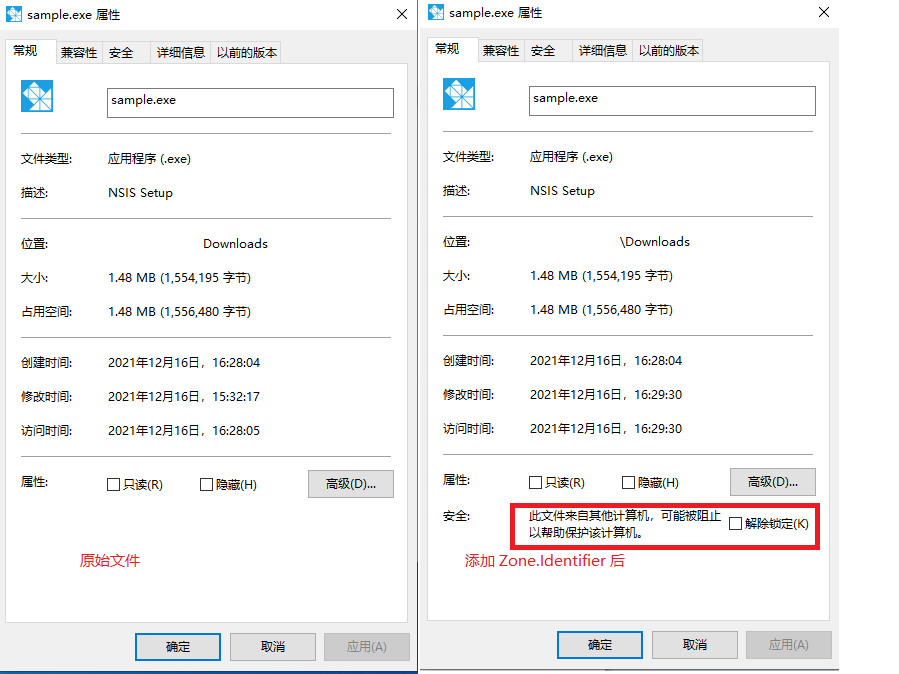 sample.exe 属性
常规 兼容性 安全 详细信息 以前的版本
sample.exe
文件类型: 应用程序 (.exe)
描述: NSIS Setup
位置: Downloads
大小: 1.48 MB (1,554,195 字节)
占用空间: 1.48 MB (1,556,480 字节)
创建时间: 2021年12月16日，16:28:04
修改时间: 2021年12月16日，15:32:17
访问时间: 2021年12月16日，16:28:05
属性: 只读(R) 隐藏(H) 高级(D)...
原始文件
确定 取消 应用(A)
sample.exe 属性
常规 兼容性 安全 详细信息 以前的版本
sample.exe
文件类型: 应用程序 (.exe)
描述: NSIS Setup
位置: \Downloads
大小: 1.48 MB (1,554,195 字节)
占用空间: 1.48 MB (1,556,480 字节)
创建时间: 2021年12月16日，16:28:04
修改时间: 2021年12月16日，16:29:30
访问时间: 2021年12月16日，16:29:30
属性: 只读(R) 隐藏(H) 高级(D)...
安全: 此文件来自其他计算机，可能被阻止
以帮助保护该计算机。 解除锁定(K)
添加 Zone.Identifier 后
确定 取消 应用(A)